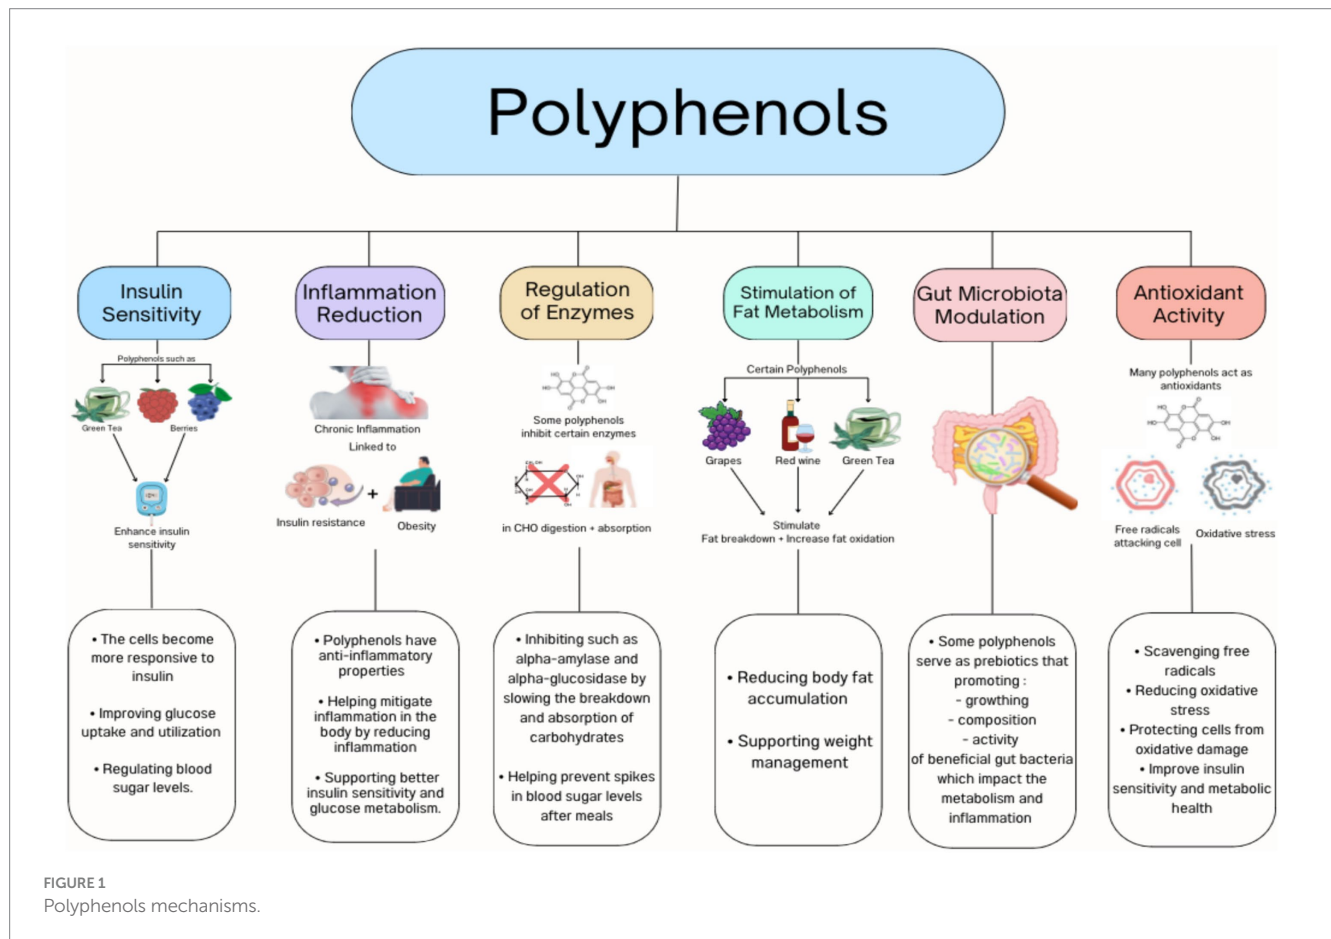 Polyphenols
Insulin
Sensitivity
Polyphenols such as
Green Tea
Berries
Enhance insulin
sensitivity
• The cells become
more responsive to
insulin
• Improving glucose
uptake and utilization
• Regulating blood
sugar levels.
Inflammation
Reduction
Chronic Inflammation
Linked to
+
Insulin resistance
Obesity
• Polyphenols have
anti-inflammatory
properties
• Helping mitigate
inflammation in the
body by reducing
inflammation
• Supporting better
insulin sensitivity and
glucose metabolism.
Regulation
of Enzymes
Some polyphenols
inhibit certain enzymes
in CHO digestion + absorption
• Inhibiting such as
alpha-amylase and
alpha-glucosidase by
slowing the breakdown
and absorption of
carbohydrates
• Helping prevent spikes
in blood sugar levels
after meals
Stimulation of
Fat Metabolism
Certain Polyphenols
Grapes
Red wine
Green Tea
Stimulate
Fat breakdown + Increase fat oxidation
• Reducing body fat
accumulation
• Supporting weight
management
Gut Microbiota
Modulation
• Some polyphenols
serve as prebiotics that
promoting :
- growthing
- composition
- activity
of beneficial gut bacteria
which impact the
metabolism and
inflammation
Antioxidant
Activity
Many polyphenols act as
antioxidants
Free radicals
attacking cell
Oxidative stress
• Scavenging free
radicals
• Reducing oxidative
stress
• Protecting cells from
oxidative damage
• Improve insulin
sensitivity and metabolic
health
FIGURE 1
Polyphenols mechanisms.